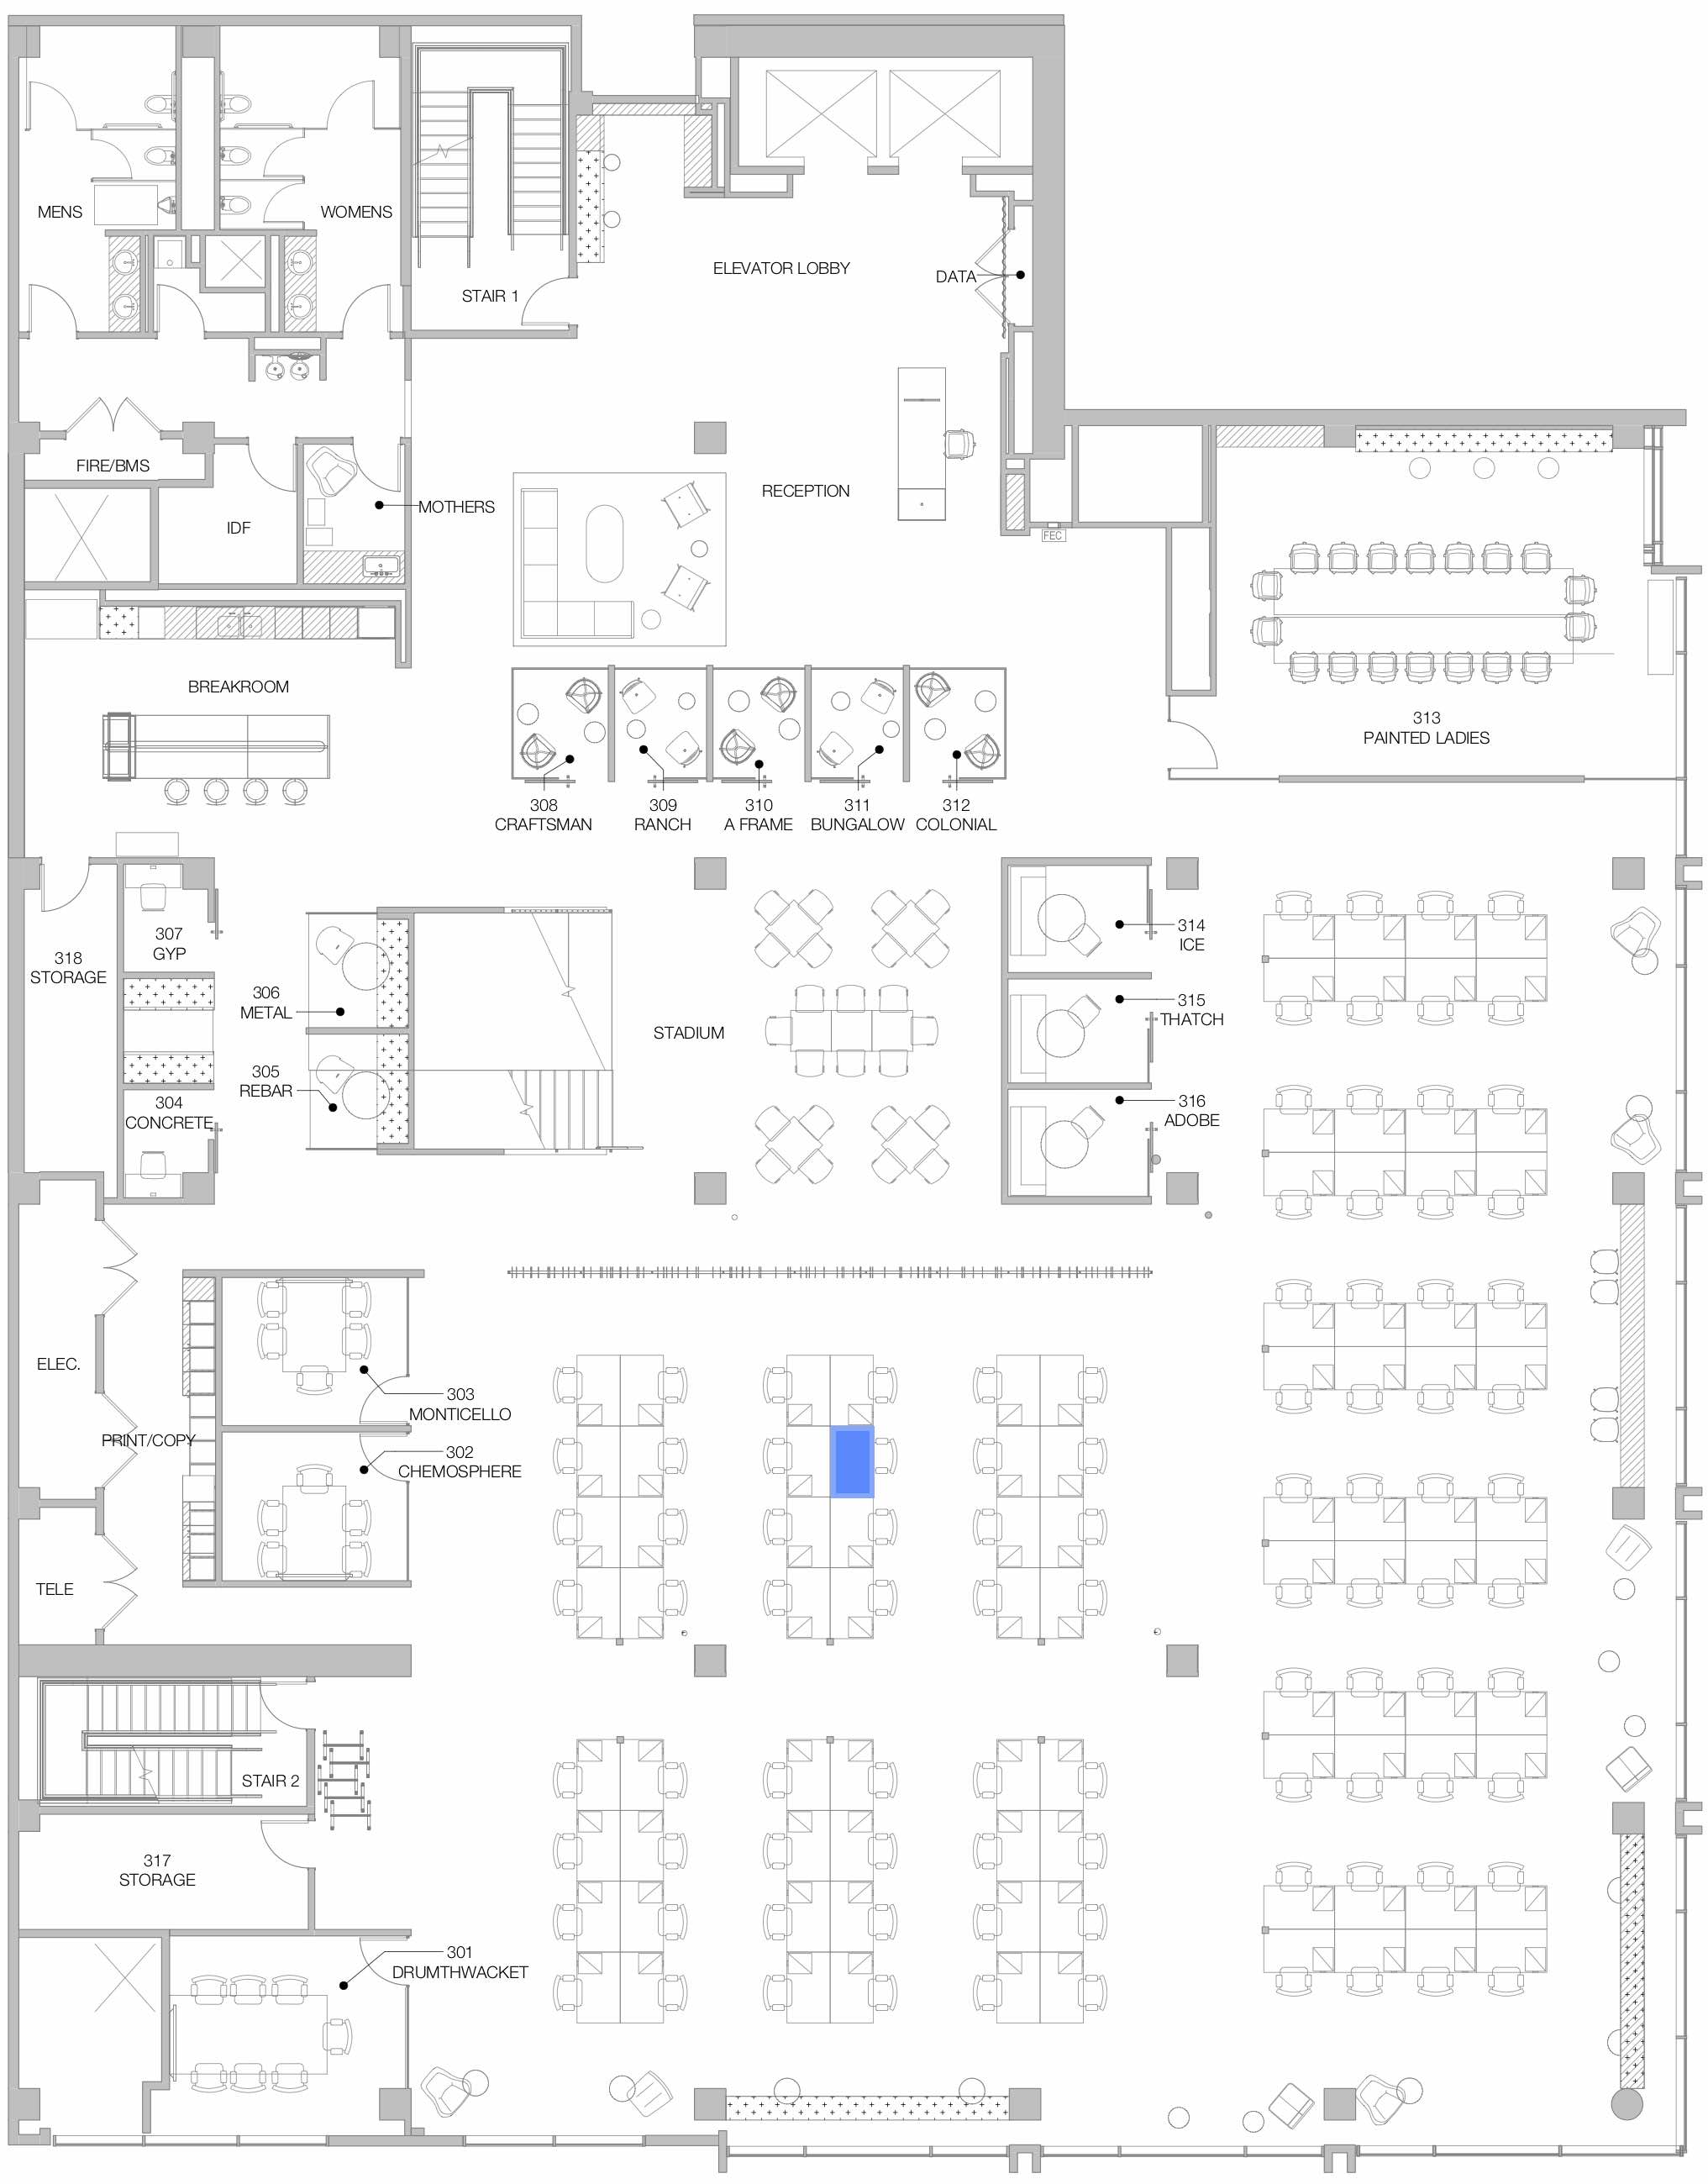 MENS
WOMENS
STAIR 1
ELEVATOR LOBBY
DATA
FIRE/BMS
IDF
MOTHERS
RECEPTION
FEC
BREAKROOM
313
PAINTED LADIES
308
CRAFTSMAN
309
RANCH
310
A FRAME
311
BUNGALOW
312
COLONIAL
307
GYP
318
STORAGE
306
METAL
305
REBAR
304
CONCRETE
STADIUM
314
ICE
315
THATCH
316
ADOBE
ELEC.
303
MONTICELLO
PRINT/COPY
302
CHEMOSPHERE
TELE
STAIR 2
317
STORAGE
301
DRUMTHWACKET